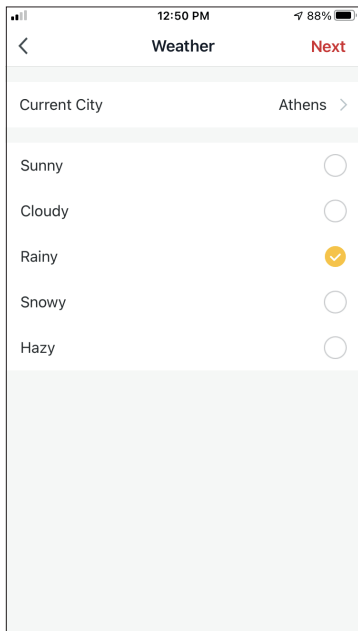 12:50 PM 88%
Weather Next
Current City Athens
Sunny
Cloudy
Rainy
Snowy
Hazy